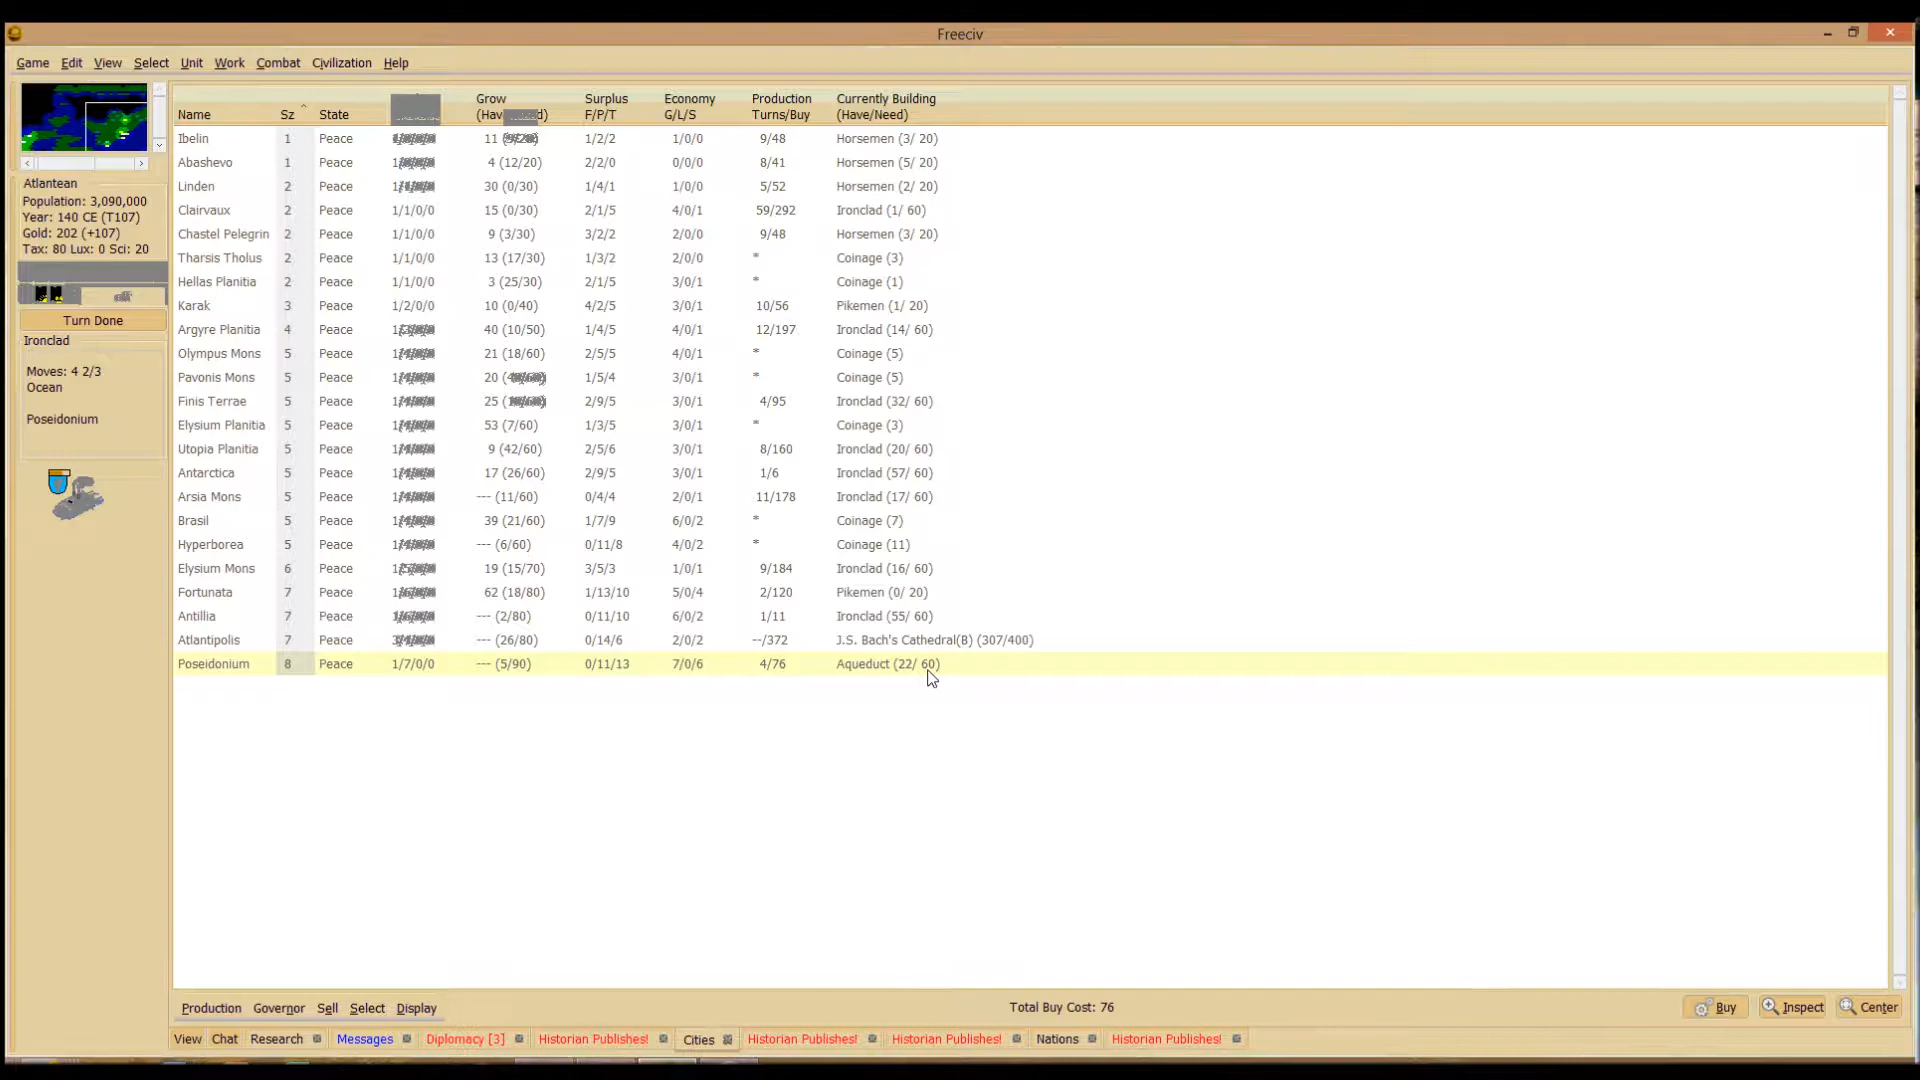 Freeciv
Game Edit View Select Unit Work Combat Civilization Help
Atlantean
Population: 3,090,000
Year: 140 CE (T107)
Gold: 202 (+107)
Tax: 80 Lux: 0 Sci: 20
Turn Done
Ironclad
Moves: 4 2/3
Ocean
Poseidonium
Grow Surplus Economy Production Currently Building
Name Sz State F/P/T G/L/S Turns/Buy (Have/Need)
Ibelin 1 Peace 11 1/2/2 1/0/0 9/48 Horsemen (3/ 20)
Abashevo 1 Peace 4 (12/20) 2/2/0 0/0/0 8/41 Horsemen (5/ 20)
Linden 2 Peace 30 (0/30) 1/4/1 1/0/0 5/52 Horsemen (2/ 20)
Clairvaux 2 Peace 1/1/0/0 15 (0/30) 2/1/5 4/0/1 59/292 Ironclad (1/ 60)
Chastel Pelegrin 2 Peace 1/1/0/0 9 (3/30) 3/2/2 2/0/0 9/48 Horsemen (3/ 20)
Tharsis Tholus 2 Peace 1/1/0/0 13 (17/30) 1/3/2 2/0/0 * Coinage (3)
Hellas Planitia 2 Peace 1/1/0/0 3 (25/30) 2/1/5 3/0/1 * Coinage (1)
Karak 3 Peace 1/2/0/0 10 (0/40) 4/2/5 3/0/1 10/56 Pikemen (1/ 20)
Argyre Planitia 4 Peace 40 (10/50) 1/4/5 4/0/1 12/197 Ironclad (14/ 60)
Olympus Mons 5 Peace 21 (18/60) 2/5/5 4/0/1 * Coinage (5)
Pavonis Mons 5 Peace 20 1/5/4 3/0/1 * Coinage (5)
Finis Terrae 5 Peace 25 2/9/5 3/0/1 4/95 Ironclad (32/ 60)
Elysium Planitia 5 Peace 53 (7/60) 1/3/5 3/0/1 * Coinage (3)
Utopia Planitia 5 Peace 9 (42/60) 2/5/6 3/0/1 8/160 Ironclad (20/ 60)
Antarctica 5 Peace 17 (26/60) 2/9/5 3/0/1 1/6 Ironclad (57/ 60)
Arsia Mons 5 Peace --- (11/60) 0/4/4 2/0/1 11/178 Ironclad (17/ 60)
Brasil 5 Peace 39 (21/60) 1/7/9 6/0/2 * Coinage (7)
Hyperborea 5 Peace --- (6/60) 0/11/8 4/0/2 * Coinage (11)
Elysium Mons 6 Peace 19 (15/70) 3/5/3 1/0/1 9/184 Ironclad (16/ 60)
Fortunata 7 Peace 62 (18/80) 1/13/10 5/0/4 2/120 Pikemen (0/ 20)
Antillia 7 Peace --- (2/80) 0/11/10 6/0/2 1/11 Ironclad (55/ 60)
Atlantipolis 7 Peace --- (26/80) 0/14/6 2/0/2 --/372 J.S. Bach's Cathedral(B) (307/400)
Poseidonium 8 Peace 1/7/0/0 --- (5/90) 0/11/13 7/0/6 4/76 Aqueduct (22/ 60)
Production Governor Sell Select Display Total Buy Cost: 76 Buy Inspect Center
View Chat Research Messages Diplomacy [3] Historian Publishes! Cities Historian Publishes! Historian Publishes! Nations Historian Publishes!